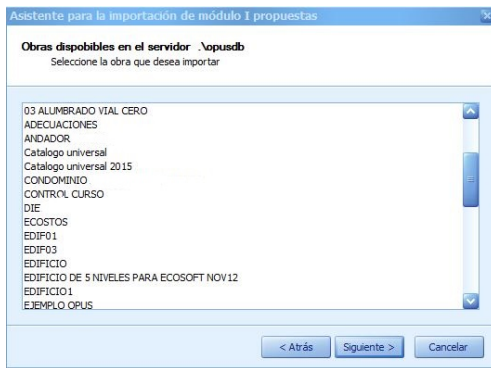 Asistente para la importación de módulo I propuestas
Obras dispobibles en el servidor .\opusdb
Seleccione la obra que desea importar
03 ALUMBRADO VIAL CERO
ADECUACIONES
ANDADOR
Catalogo universal
Catalogo universal 2015
CONDOMINIO
CONTROL CURSO
DIE
ECOSTOS
EDIF01
EDIF03
EDIFICIO
EDIFICIO DE 5 NIVELES PARA ECOSOFT NOV12
EDIFICIO1
EJEMPLO OPUS
< Atrás
Siguiente >
Cancelar